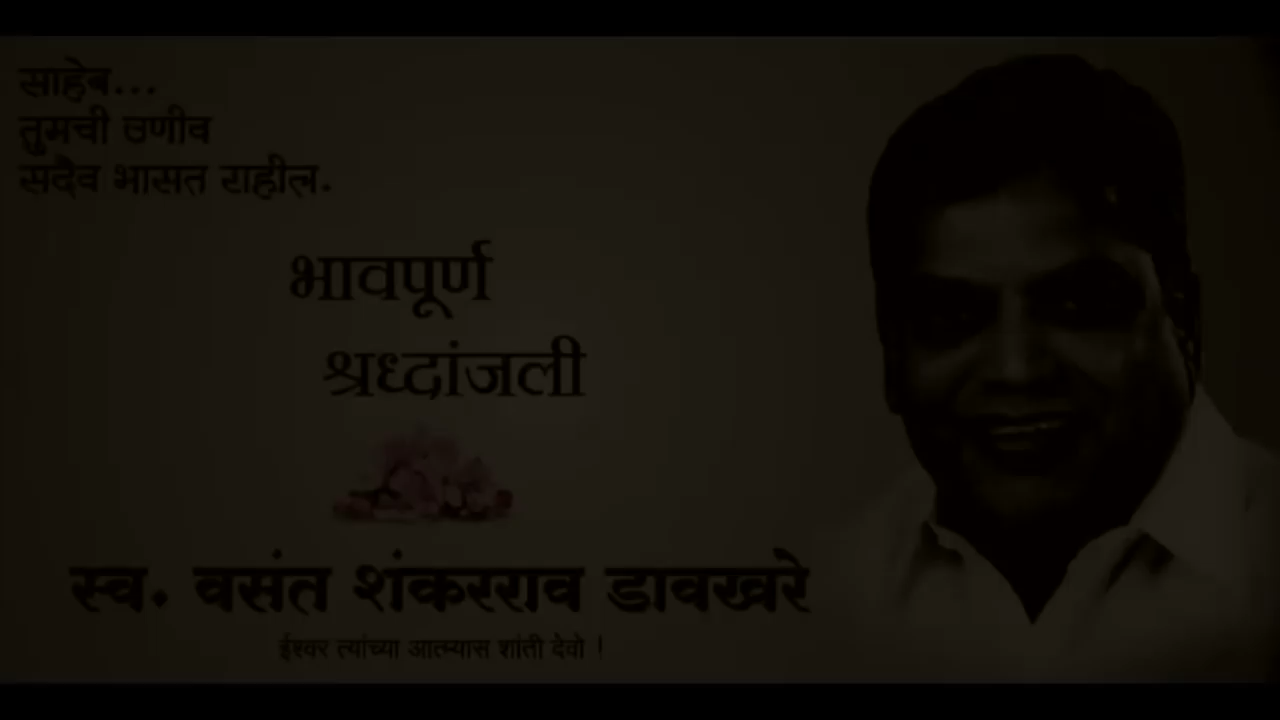 साहेब...
तुमची उणीव
सदैव भासत राहील.
भावपूर्ण
श्रध्दांजली
स्व. वसंत शंकरराव डावखरे
ईश्वर त्यांच्या आत्म्यास शांती देवो !